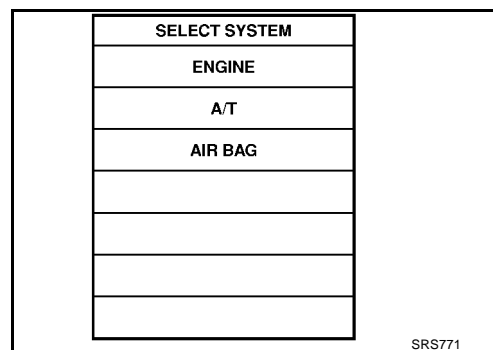 SELECT SYSTEM
ENGINE
A/T
AIR BAG
SRS771